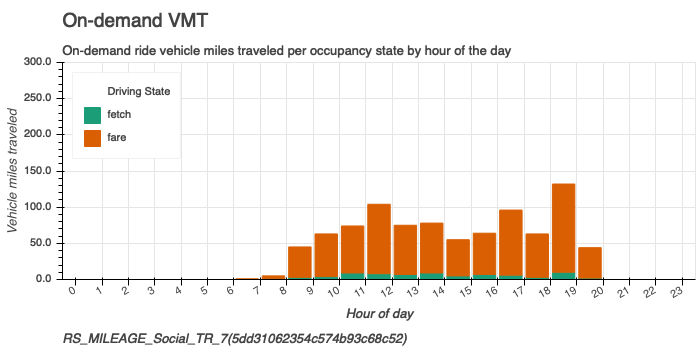 On-demand VMT
On-demand ride vehicle miles traveled per occupancy state by hour of the day
300.0
250.0
200.0
150.0
100.0
50.0
0.0
Vehicle miles traveled
Driving State
fetch
fare
0 1 2 3 4 5 6 7 8 9 10 11 12 13 14 15 16 17 18 19 20 21 22 23
Hour of day
RS_MILEAGE_Social_TR_7(5dd31062354c574b93c68c52)